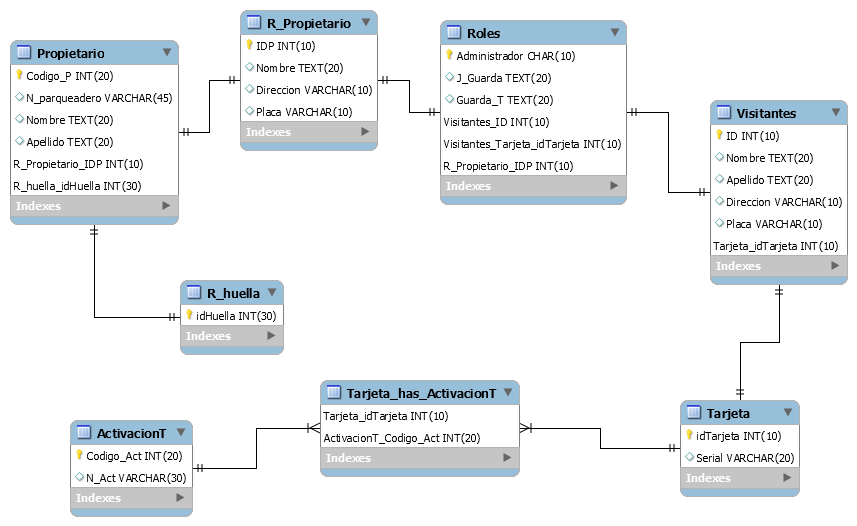 Propietario
Codigo_P INT(20)
N_parqueadero VARCHAR(45)
Nombre TEXT(20)
Apellido TEXT(20)
R_Propietario_IDP INT(10)
R_huella_idHuella INT(30)
Indexes
R_Propietario
IDP INT(10)
Nombre TEXT(20)
Direccion VARCHAR(10)
Placa VARCHAR(10)
Indexes
Roles
Administrador CHAR(10)
J_Guarda TEXT(20)
Guarda_T TEXT(20)
Visitantes_ID INT(10)
Visitantes_Tarjeta_idTarjeta INT(10)
R_Propietario_IDP INT(10)
Indexes
Visitantes
ID INT(10)
Nombre TEXT(20)
Apellido TEXT(20)
Direccion VARCHAR(10)
Placa VARCHAR(10)
Tarjeta_idTarjeta INT(10)
Indexes
R_huella
idHuella INT(30)
Indexes
ActivacionT
Codigo_Act INT(20)
N_Act VARCHAR(30)
Indexes
Tarjeta_has_ActivacionT
Tarjeta_idTarjeta INT(10)
ActivacionT_Codigo_Act INT(20)
Indexes
Tarjeta
idTarjeta INT(10)
Serial VARCHAR(20)
Indexes